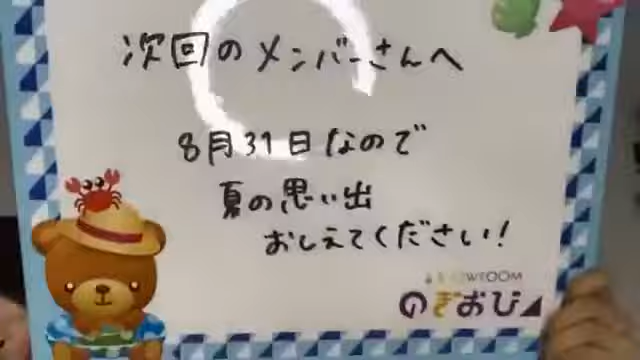 次回のメンバーさんへ
8月31日なので
夏の思い出
おしえてください!
SHOWROOM
のぎおび